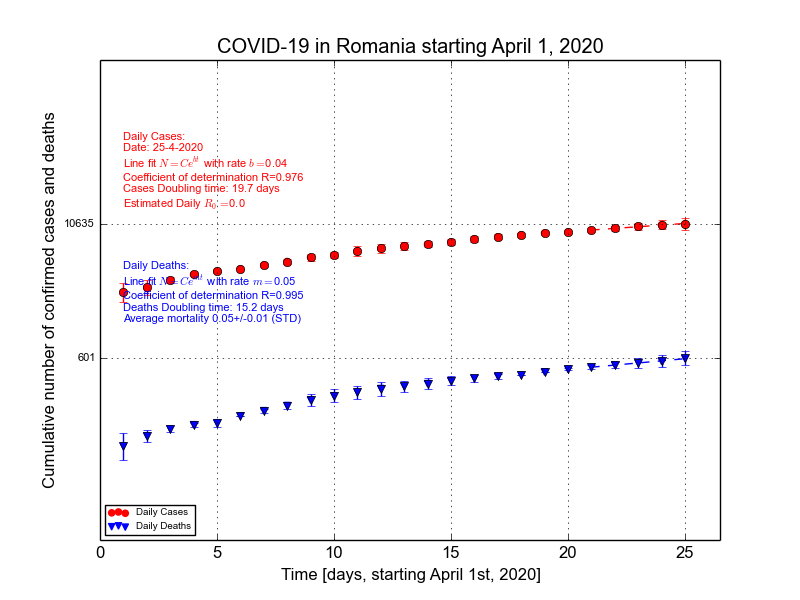 COVID-19 in Romania starting April 1, 2020
Cumulative number of confirmed cases and deaths
Daily Cases:
Date: 25-4-2020
Line fit N=Ce^{bt} with rate b=0.04
Coefficient of determination R=0.976
Cases Doubling time: 19.7 days
Estimated Daily R_0:=0.0
10635
Daily Deaths:
Line fit N=Ce^{mt} with rate m=0.05
Coefficient of determination R=0.995
Deaths Doubling time: 15.2 days
Average mortality 0.05+/-0.01 (STD)
601
Daily Cases
Daily Deaths
0 5 10 15 20 25
Time [days, starting April 1st, 2020]